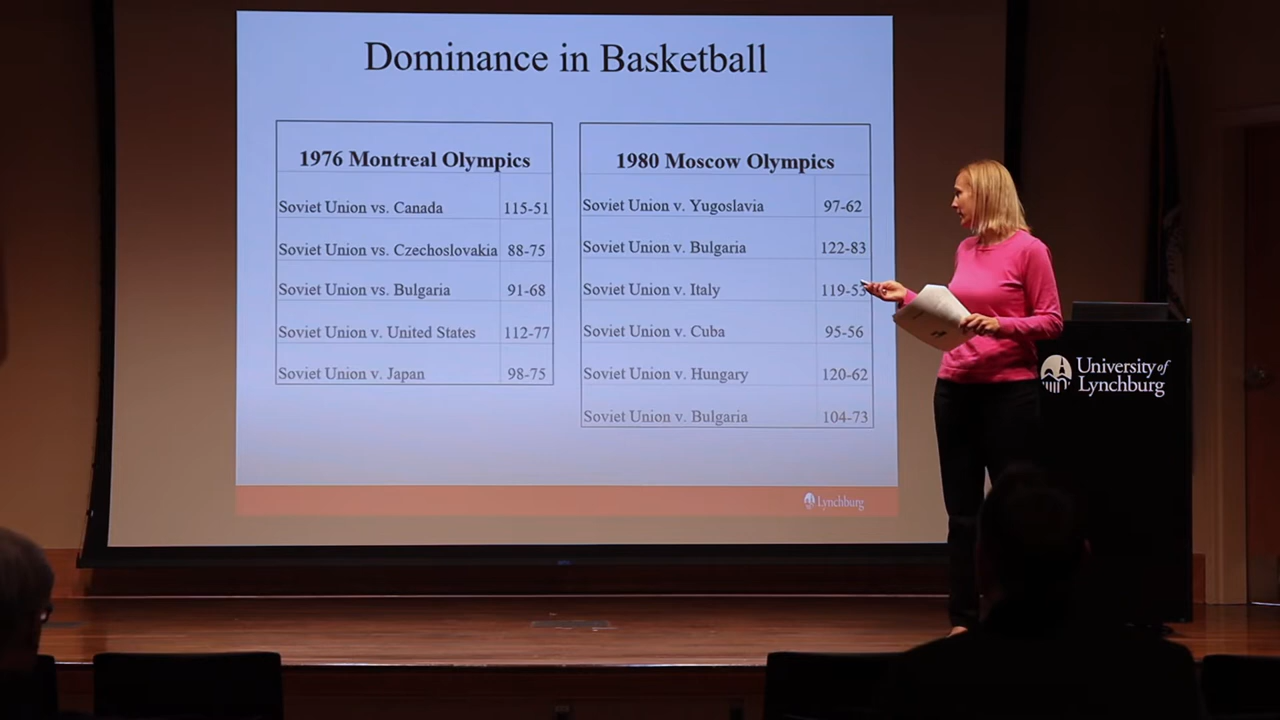 Dominance in Basketball
1976 Montreal Olympics
Soviet Union vs. Canada 115-51
Soviet Union vs. Czechoslovakia 88-75
Soviet Union vs. Bulgaria 91-68
Soviet Union v. United States 112-77
Soviet Union v. Japan 98-75
1980 Moscow Olympics
Soviet Union v. Yugoslavia 97-62
Soviet Union v. Bulgaria 122-83
Soviet Union v. Italy 119-53
Soviet Union v. Cuba 95-56
Soviet Union v. Hungary 120-62
Soviet Union v. Bulgaria 104-73
Lynchburg
University of
Lynchburg